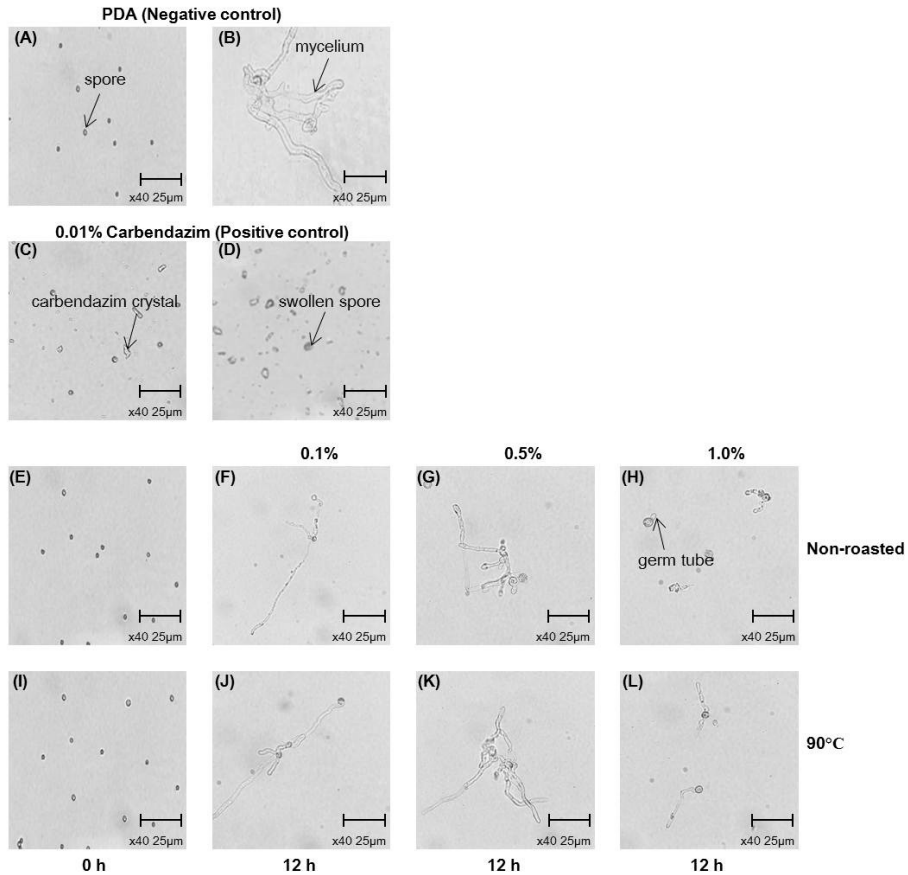 PDA (Negative control)
(A)
(B)
spore
mycelium
x40 25µm
x40 25µm
0.01% Carbendazim (Positive control)
(C)
(D)
carbendazim crystal
swollen spore
x40 25µm
x40 25µm
0.1%
0.5%
1.0%
(E)
(F)
(G)
(H)
germ tube
Non-roasted
x40 25µm
x40 25µm
x40 25µm
x40 25µm
(I)
(J)
(K)
(L)
90°C
x40 25µm
x40 25µm
x40 25µm
x40 25µm
0 h
12 h
12 h
12 h